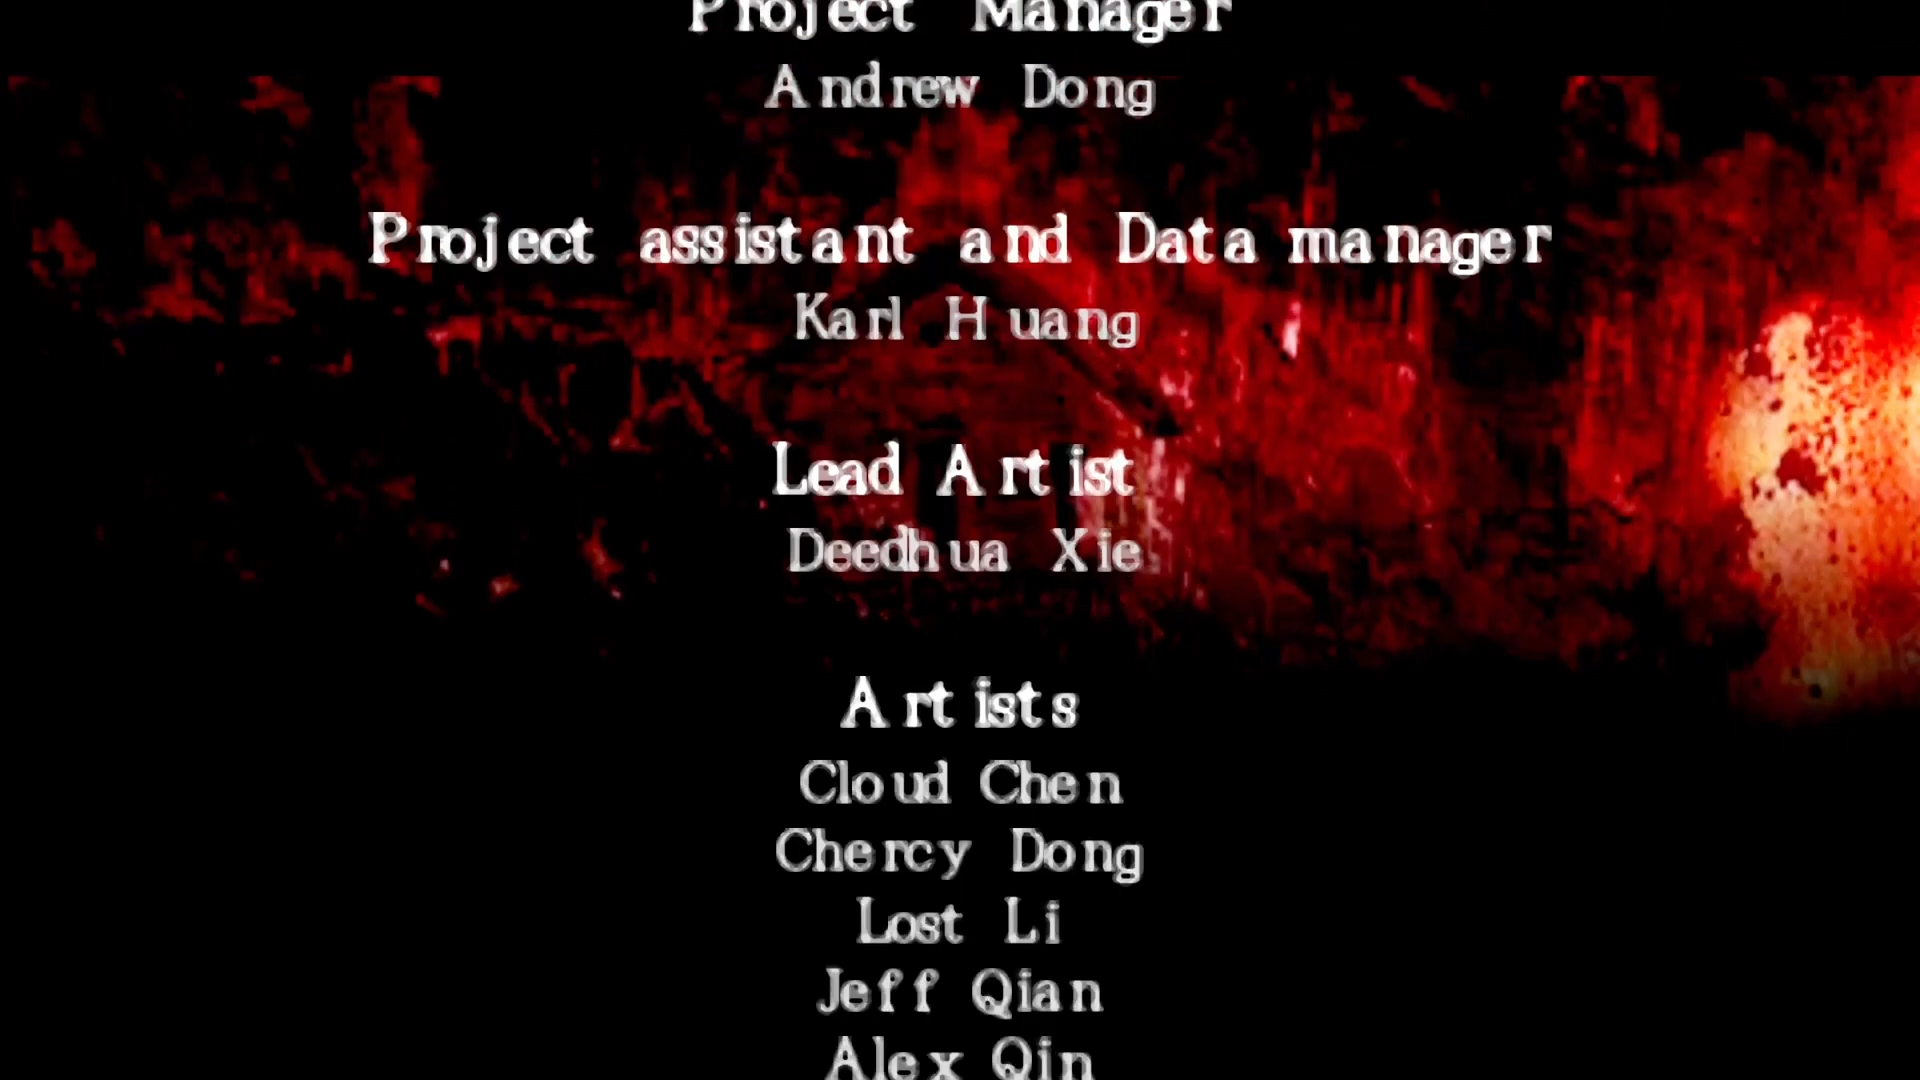 Project Manager
Andrew Dong
Project assistant and Data manager
Karl Huang
Lead Artist
Deedhua Xie
Artists
Cloud Chen
Chercy Dong
Lost Li
Jeff Qian
Alex Qin